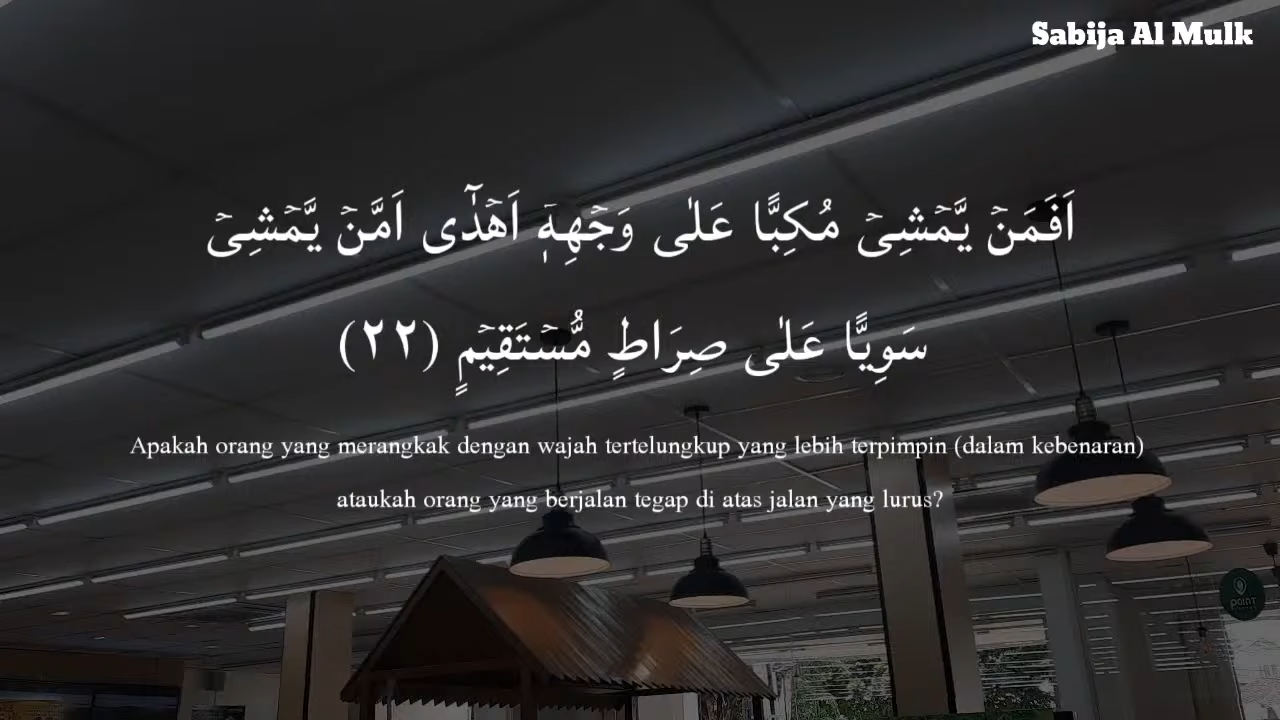 Sabija Al Mulk
اَفَمَنۡ يَّمۡشِىۡ مُكِبًّا عَلٰى وَجۡهِهٖۤ اَهۡدٰٓى اَمَّنۡ يَّمۡشِىۡ
سَوِيًّا عَلٰى صِرَاطٍ مُّسۡتَقِيۡمٍ (٢٢)
Apakah orang yang merangkak dengan wajah tertelungkup yang lebih terpimpin (dalam kebenaran)
ataukah orang yang berjalan tegap di atas jalan yang lurus?
POINT